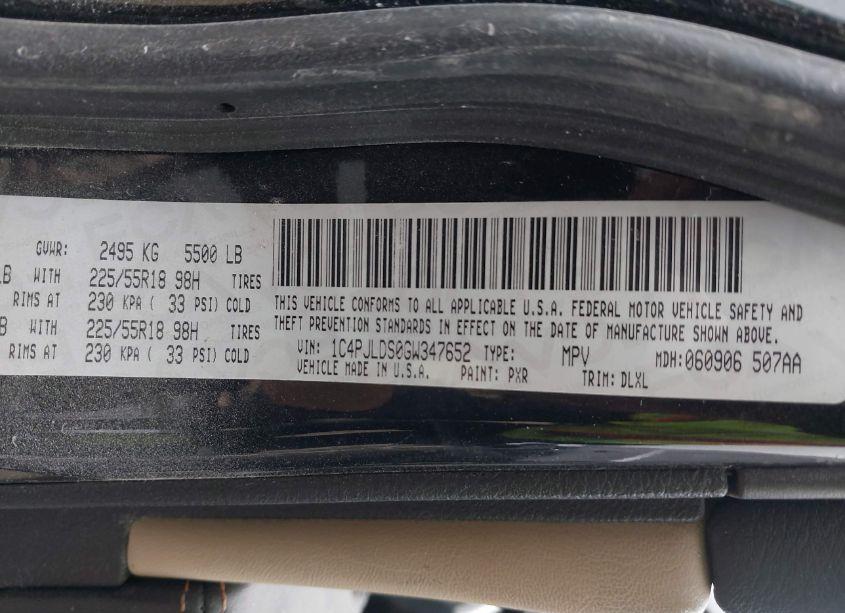 GVWR: 2495 KG 5500 LB
LB WITH 225/55R18 98H TIRES
RIMS AT 230 KPA ( 33 PSI) COLD
B WITH 225/55R18 98H TIRES
RIMS AT 230 KPA ( 33 PSI) COLD
THIS VEHICLE CONFORMS TO ALL APPLICABLE U.S.A. FEDERAL MOTOR VEHICLE SAFETY AND
THEFT PREVENTION STANDARDS IN EFFECT ON THE DATE OF MANUFACTURE SHOWN ABOVE.
VIN: 1C4PJLDS0GW347652 TYPE: MPV MDH:060906 507AA
VEHICLE MADE IN U.S.A. PAINT: PXR TRIM: DLXL